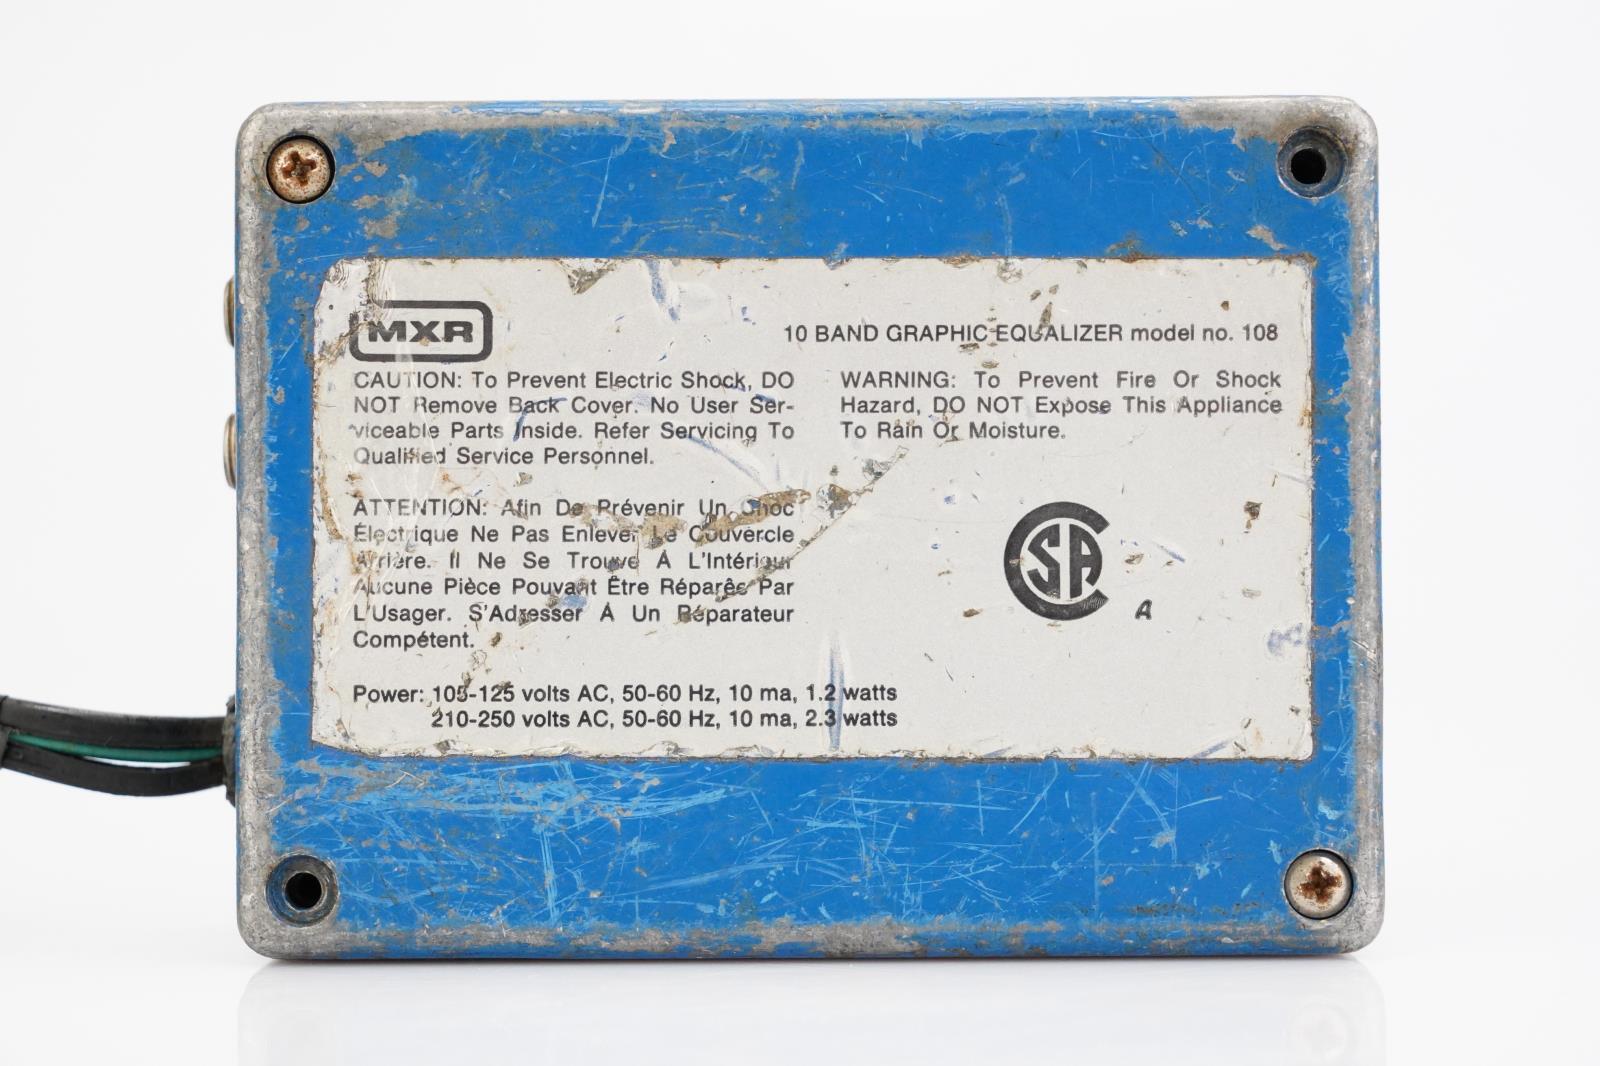 MXR
10 BAND GRAPHIC EQUALIZER model no. 108
CAUTION: To Prevent Electric Shock, DO
NOT Remove Back Cover. No User Ser-
viceable Parts Inside. Refer Servicing To
Qualified Service Personnel.
WARNING: To Prevent Fire Or Shock
Hazard, DO NOT Expose This Appliance
To Rain Or Moisture.
ATTENTION: Afin De Prévenir Un Choc
Électrique Ne Pas Enlever Le Couvercle
Arrière. Il Ne Se Trouve À L'Intérieur
Aucune Pièce Pouvant Être Réparês Par
L'Usager. S'Adresser À Un Réparateur
Compétent.
CSA
A
Power: 105-125 volts AC, 50-60 Hz, 10 ma, 1.2 watts
210-250 volts AC, 50-60 Hz, 10 ma, 2.3 watts